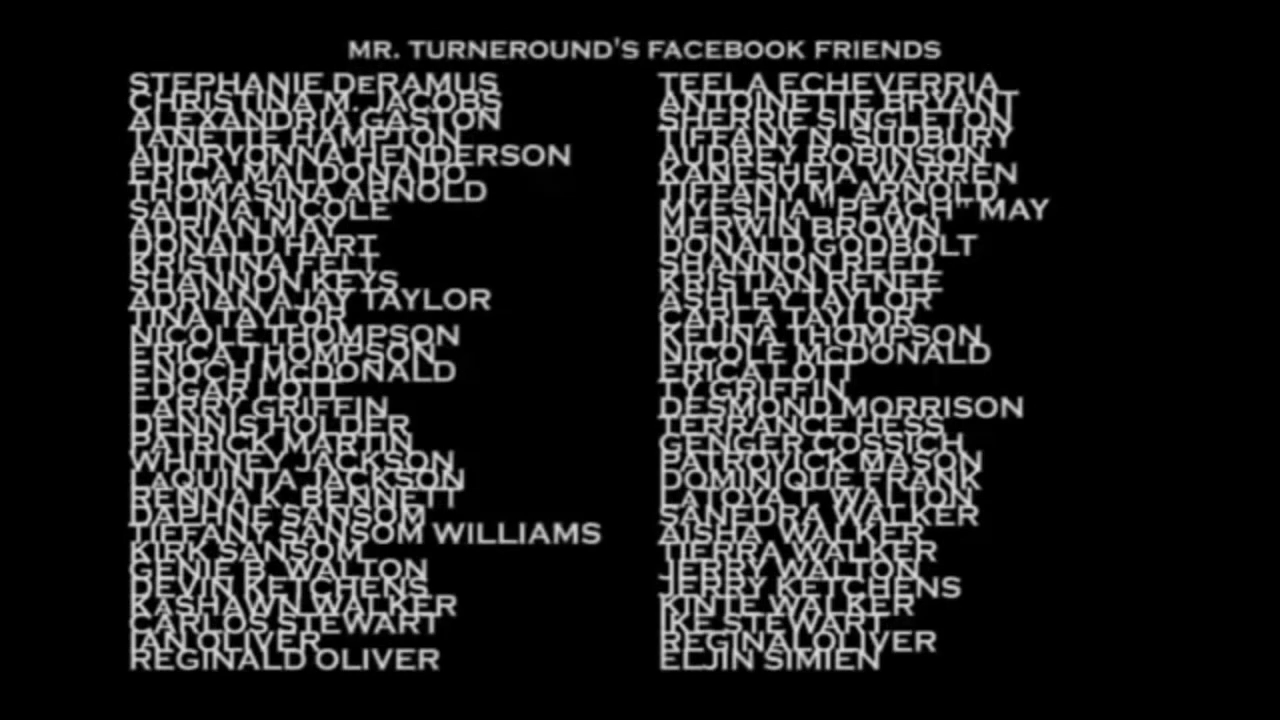 MR. TURNEROUND'S FACEBOOK FRIENDS
STEPHANIE DeRAMUS
CHRISTINA M. JACOBS
ALEXANDRIA GASTON
TANETTE HAMPTON
AUDRYONNA HENDERSON
ERICA MALDONADO
THOMASINA ARNOLD
SALINA NICOLE
ADRIAN MAY
DONALD HART
KRISTINA FELT
SHANNON KEYS
ADRIAN AJAY TAYLOR
TINA TAYLOR
NICOLE THOMPSON
ERICA THOMPSON
ENOCH McDONALD
EDGAR LOTT
LARRY GRIFFIN
DENNIS HOLDER
PATRICK MARTIN
WHITNEY JACKSON
LAQUINTA JACKSON
RENNA K. BENNETT
DAPHNE SANSOM
TIFFANY SANSOM WILLIAMS
KIRK SANSOM
GENIE B. WALTON
DEVIN KETCHENS
KASHAWN WALKER
CARLOS STEWART
IAN OLIVER
REGINALD OLIVER
TEELA ECHEVERRIA
ANTOINETTE BRYANT
SHERRIE SINGLETON
TIFFANY N. SUDBURY
AUDREY ROBINSON
KANESHEIA WARREN
TIFFANY M. ARNOLD
MYESHIA "PEACH" MAY
MERWIN BROWN
DONALD GODBOLT
SHANNON REED
KRISTIAN RENEE
ASHLEY TAYLOR
CARLA TAYLOR
KEUNA THOMPSON
NICOLE McDONALD
ERICA LOTT
TY GRIFFIN
DESMOND MORRISON
TERRANCE HESS
GENGER COSSICH
PATROVICK MASON
DOMINIQUE FRANK
LATOYA T. WALTON
SANEDRA WALKER
AISHA WALKER
TIERRA WALKER
JERRY WALTON
JERRY KETCHENS
KINTE WALKER
IKE STEWART
REGINAL OLIVER
ELJIN SIMIEN